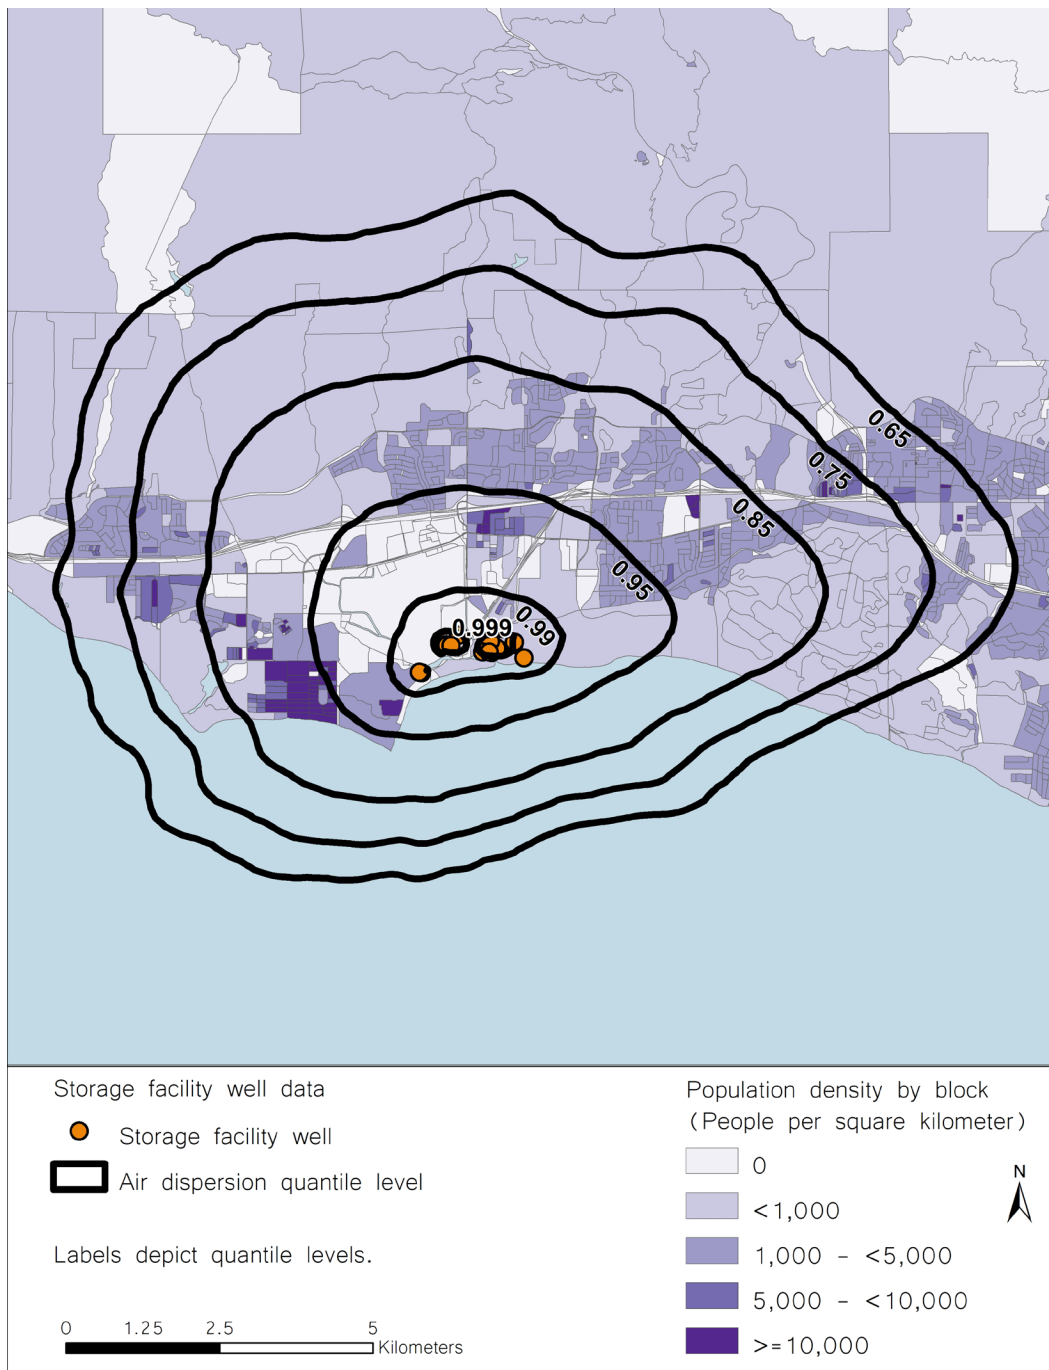 0.65
0.75
0.85
0.95
0.99
0.999
Storage facility well data
Storage facility well
Air dispersion quantile level
Labels depict quantile levels.
0 1.25 2.5 5
Kilometers
Population density by block
(People per square kilometer)
0
<1,000
1,000 - <5,000
5,000 - <10,000
>=10,000
N